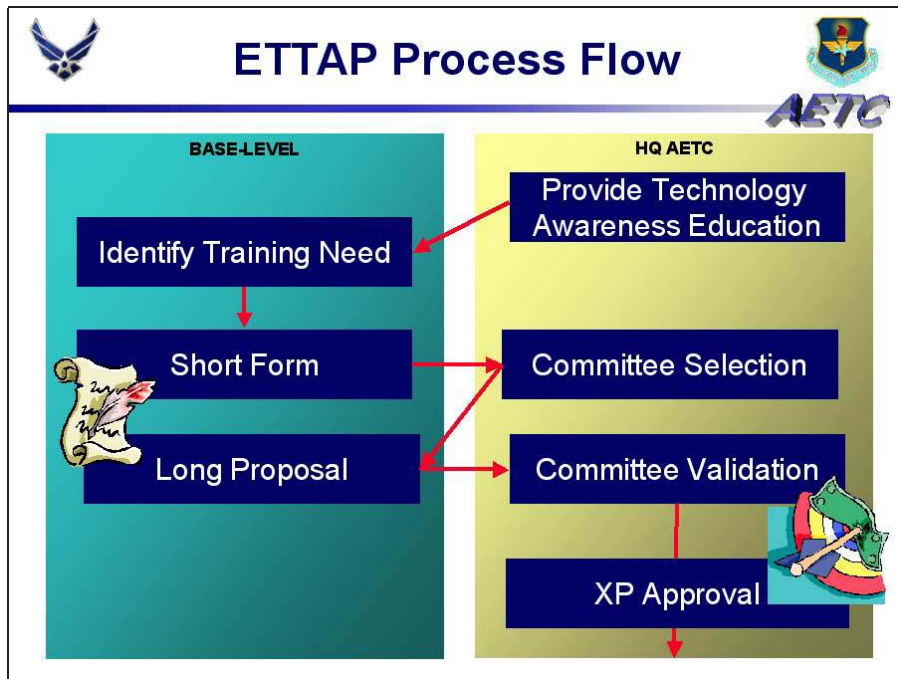 ETTAP Process Flow
AETC
BASE-LEVEL
HQ AETC
Provide Technology
Awareness Education
Identify Training Need
Short Form
Committee Selection
Long Proposal
Committee Validation
XP Approval